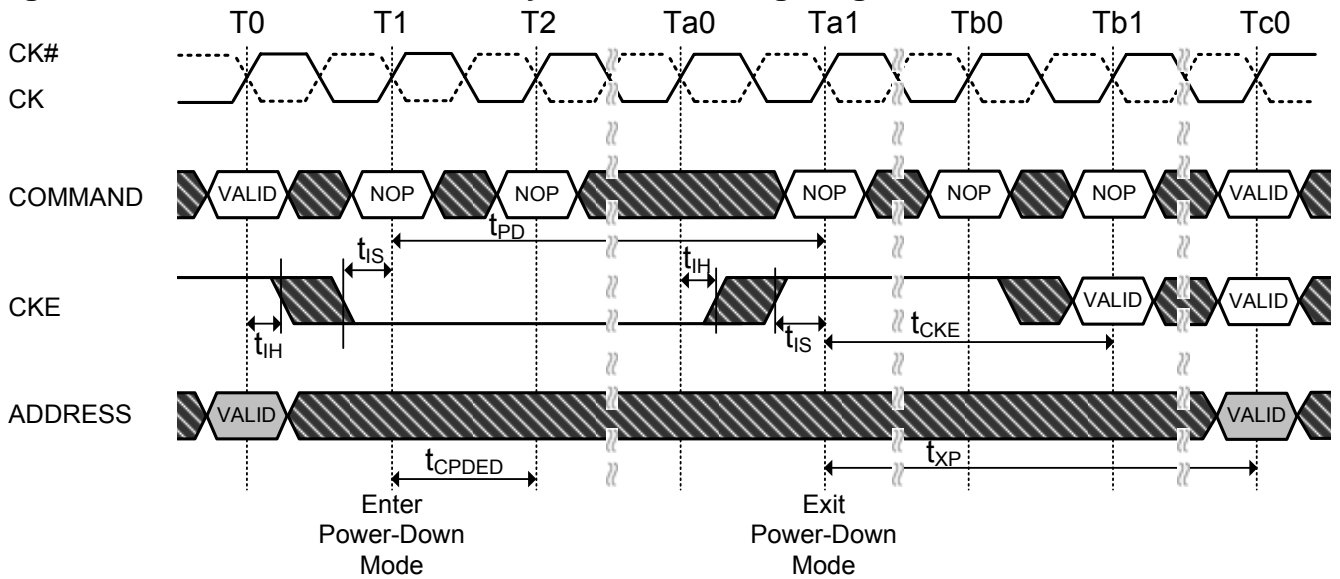 T0 T1 T2 Ta0 Ta1 Tb0 Tb1 Tc0
CK#
CK
COMMAND VALID NOP NOP NOP NOP NOP VALID
tPD
tIS tIH
CKE VALID VALID
tIH tIS tCKE
ADDRESS VALID VALID
tCPDED tXP
Enter
Power-Down
Mode
Exit
Power-Down
Mode